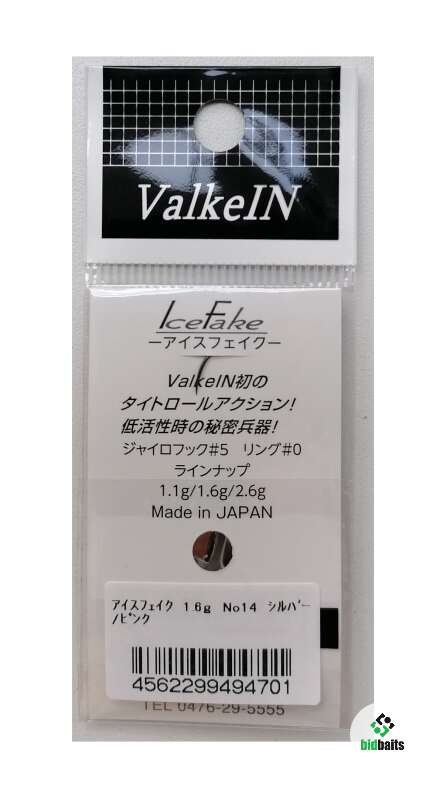 ValkeIN
IceFake
ーアイスフェイクー
ValkeIN初の
タイトロールアクション!
低活性時の秘密兵器!
ジャイロフック#5 リング#0
ラインナップ
1.1g/1.6g/2.6g
Made in JAPAN
アイスフェイク 1.6g No14 シルバー
/ピンク
4562299494701
TEL 0476-29-5555
bidbaits